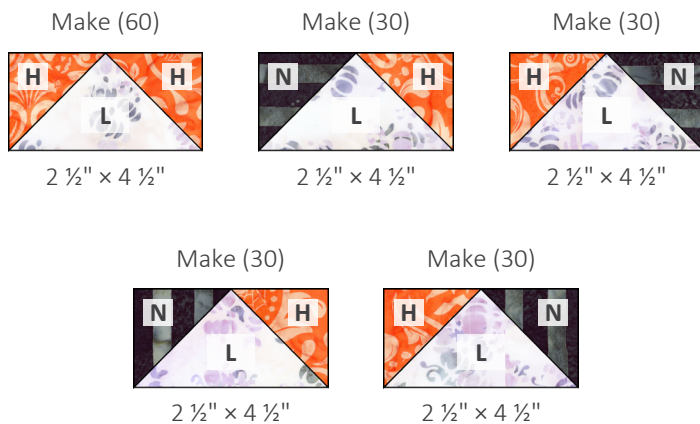 Make (60) Make (30) Make (30)
H H N H H N
L L L
2 ½" × 4 ½" 2 ½" × 4 ½" 2 ½" × 4 ½"
Make (30) Make (30)
N H H N
L L
2 ½" × 4 ½" 2 ½" × 4 ½"